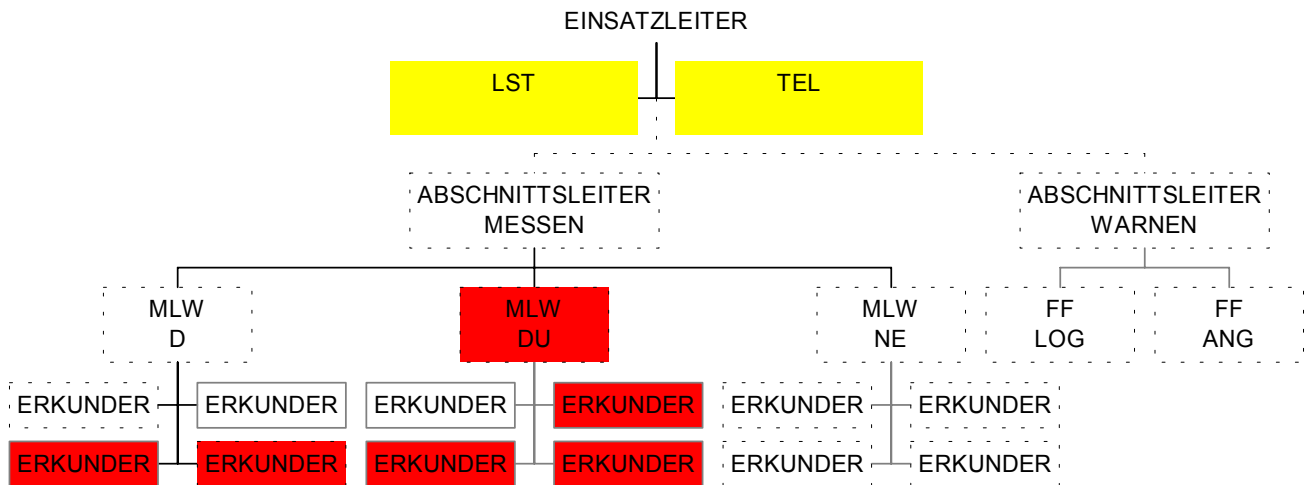 EINSATZLEITER
LST
TEL
ABSCHNITTSLEITER
MESSEN
ABSCHNITTSLEITER
WARNEN
MLW
D
MLW
DU
MLW
NE
FF
LOG
FF
ANG
ERKUNDER
ERKUNDER
ERKUNDER
ERKUNDER
ERKUNDER
ERKUNDER
ERKUNDER
ERKUNDER
ERKUNDER
ERKUNDER
ERKUNDER
ERKUNDER